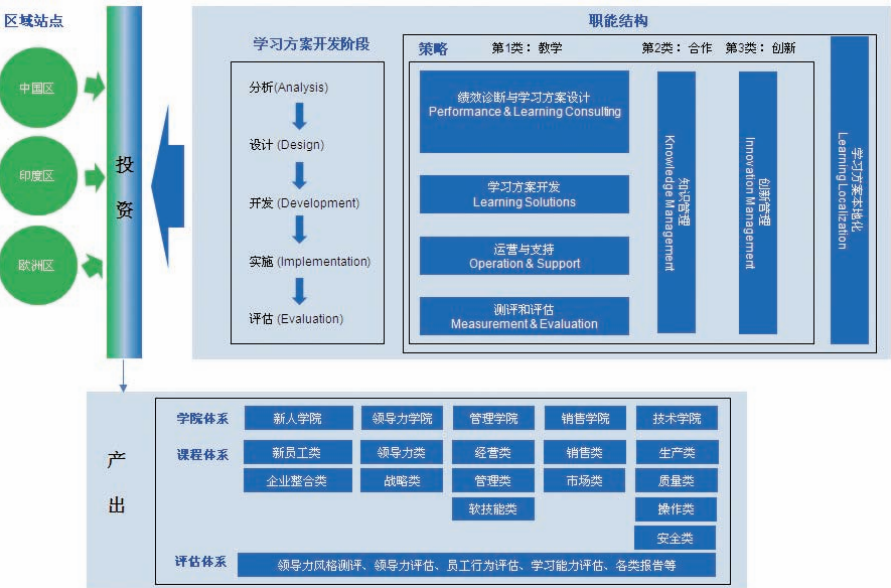 区域站点
中国区
印度区
欧洲区
投
资
职能结构
学习方案开发阶段
分析(Analysis)
设计 (Design)
开发 (Development)
实施 (Implementation)
评估 (Evaluation)
策略
第1类：教学
第2类：合作
第3类：创新
绩效诊断与学习方案设计
Performance & Learning Consulting
学习方案开发
Learning Solutions
运营与支持
Operation & Support
测评和评估
Measurement & Evaluation
知识管理
Knowledge Management
创新管理
Innovation Management
学习方案本地化
Learning Localization
产
出
学院体系
新人学院
领导力学院
管理学院
销售学院
技术学院
课程体系
新员工类
领导力类
经营类
销售类
生产类
企业整合类
战略类
管理类
市场类
质量类
软技能类
操作类
安全类
评估体系
领导力风格测评、领导力评估、员工行为评估、学习能力评估、各类报告等